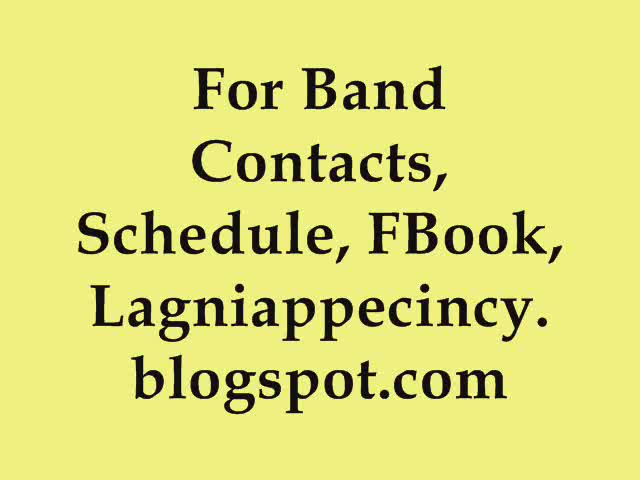 For Band
Contacts,
Schedule, FBook,
Lagniappecincy.
blogspot.com